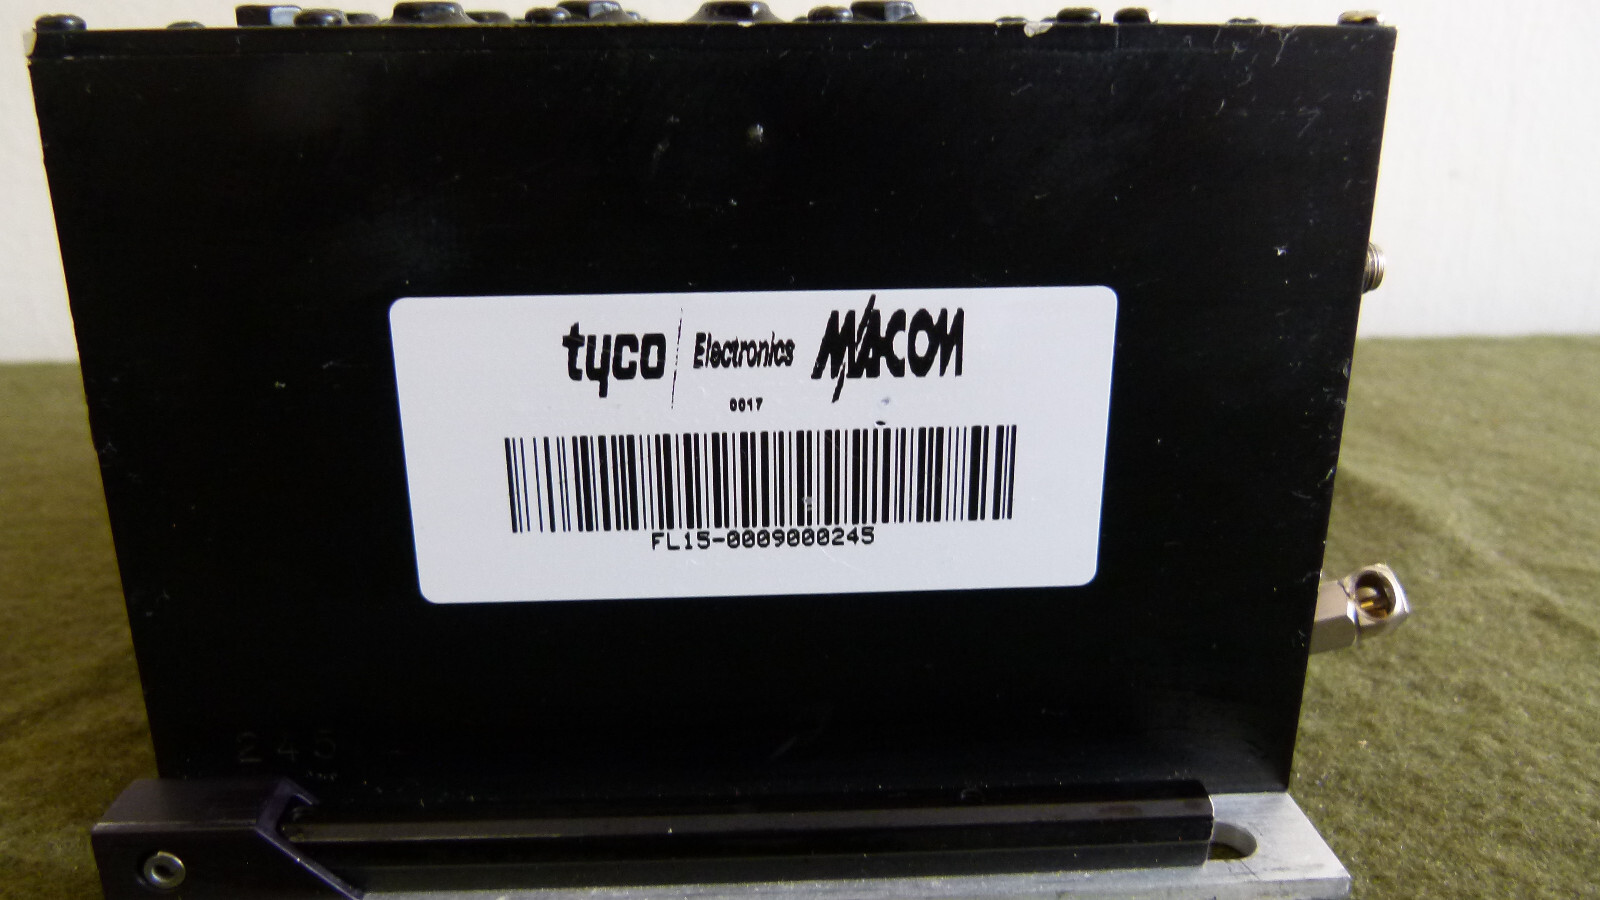 tyco Electronics M/ACOM
0017
FL15-0009000245
245